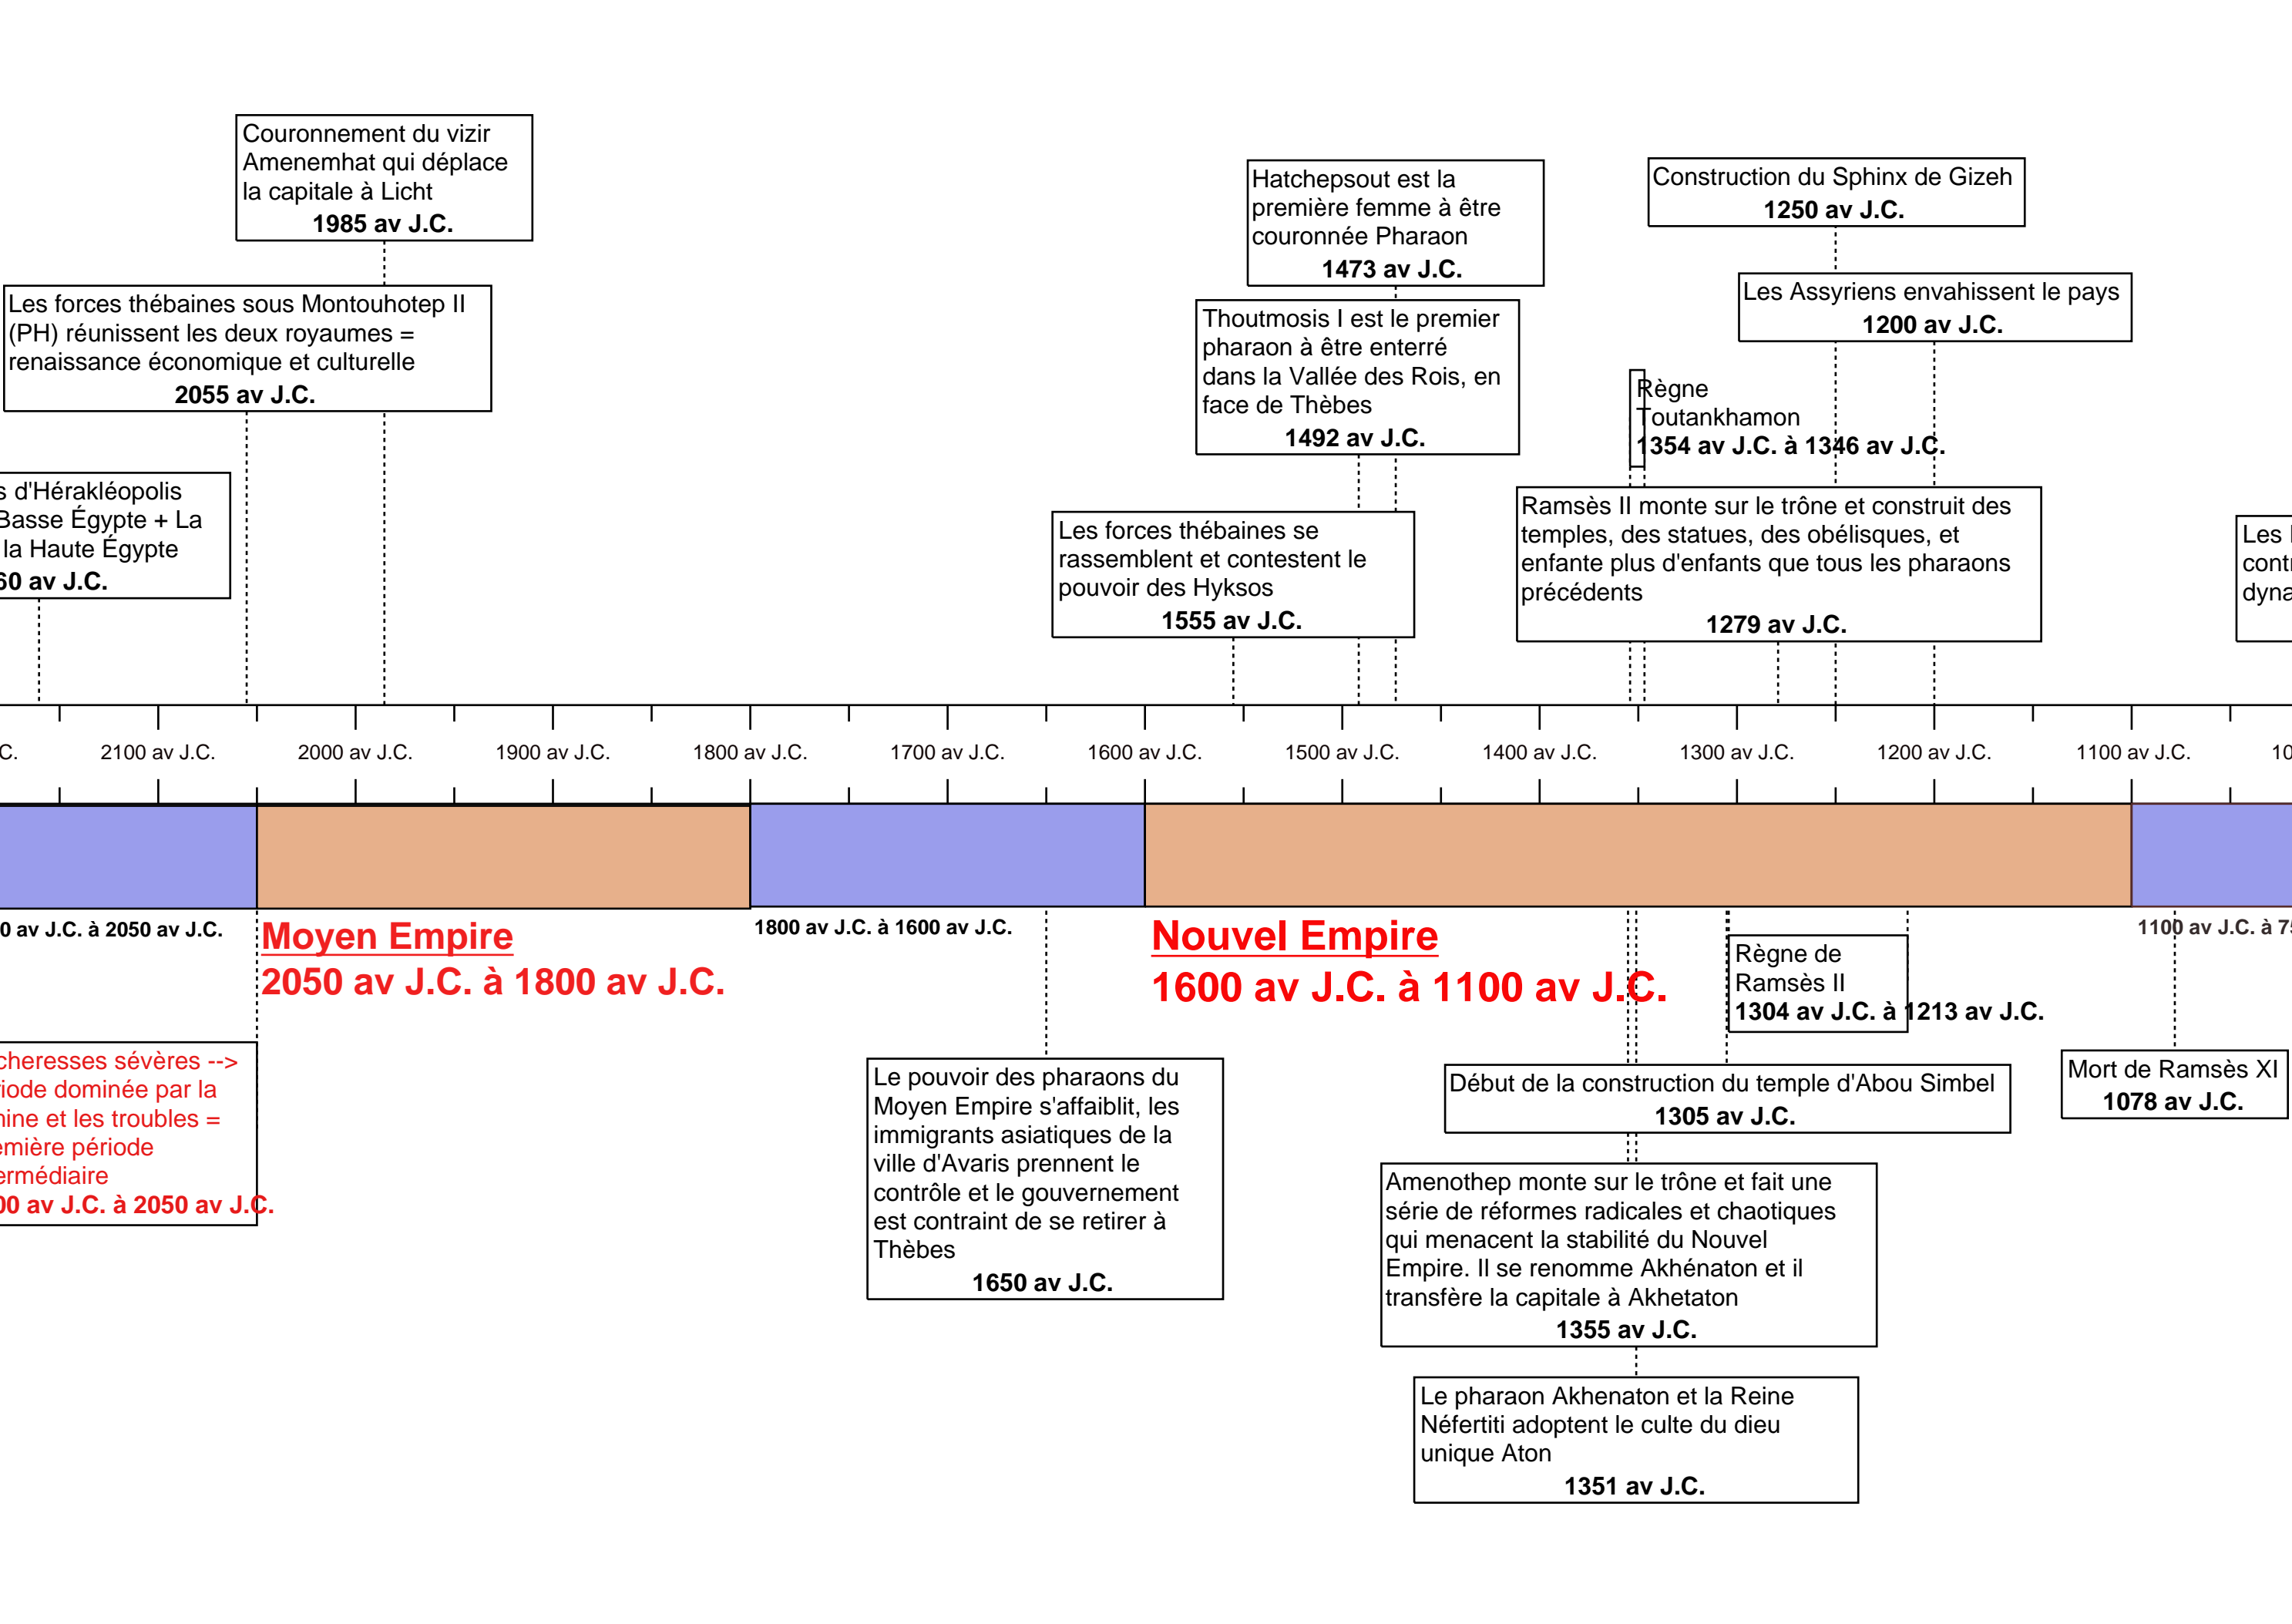 Couronnement du vizir
Amenemhat qui déplace
la capitale à Licht
1985 av J.C.
Les forces thébaines sous Montouhotep II
(PH) réunissent les deux royaumes =
renaissance économique et culturelle
2055 av J.C.
s d'Hérakléopolis
Basse Égypte + La
la Haute Égypte
60 av J.C.
Hatchepsout est la
première femme à être
couronnée Pharaon
1473 av J.C.
Thoutmosis I est le premier
pharaon à être enterré
dans la Vallée des Rois, en
face de Thèbes
1492 av J.C.
Les forces thébaines se
rassemblent et contestent le
pouvoir des Hyksos
1555 av J.C.
Construction du Sphinx de Gizeh
1250 av J.C.
Les Assyriens envahissent le pays
1200 av J.C.
Règne
Toutankhamon
1354 av J.C. à 1346 av J.C.
Ramsès II monte sur le trône et construit des
temples, des statues, des obélisques, et
enfante plus d'enfants que tous les pharaons
précédents
1279 av J.C.
Les
cont
dyna
C. 2100 av J.C. 2000 av J.C. 1900 av J.C. 1800 av J.C. 1700 av J.C. 1600 av J.C. 1500 av J.C. 1400 av J.C. 1300 av J.C. 1200 av J.C. 1100 av J.C. 10
0 av J.C. à 2050 av J.C.
Moyen Empire
2050 av J.C. à 1800 av J.C.
1800 av J.C. à 1600 av J.C.
Nouvel Empire
1600 av J.C. à 1100 av J.C.
1100 av J.C. à 75
cheresses sévères -->
iode dominée par la
ine et les troubles =
emière période
ermédiaire
00 av J.C. à 2050 av J.C.
Le pouvoir des pharaons du
Moyen Empire s'affaiblit, les
immigrants asiatiques de la
ville d'Avaris prennent le
contrôle et le gouvernement
est contraint de se retirer à
Thèbes
1650 av J.C.
Règne de
Ramsès II
1304 av J.C. à 1213 av J.C.
Début de la construction du temple d'Abou Simbel
1305 av J.C.
Amenothep monte sur le trône et fait une
série de réformes radicales et chaotiques
qui menacent la stabilité du Nouvel
Empire. Il se renomme Akhénaton et il
transfère la capitale à Akhetaton
1355 av J.C.
Le pharaon Akhenaton et la Reine
Néfertiti adoptent le culte du dieu
unique Aton
1351 av J.C.
Mort de Ramsès XI
1078 av J.C.